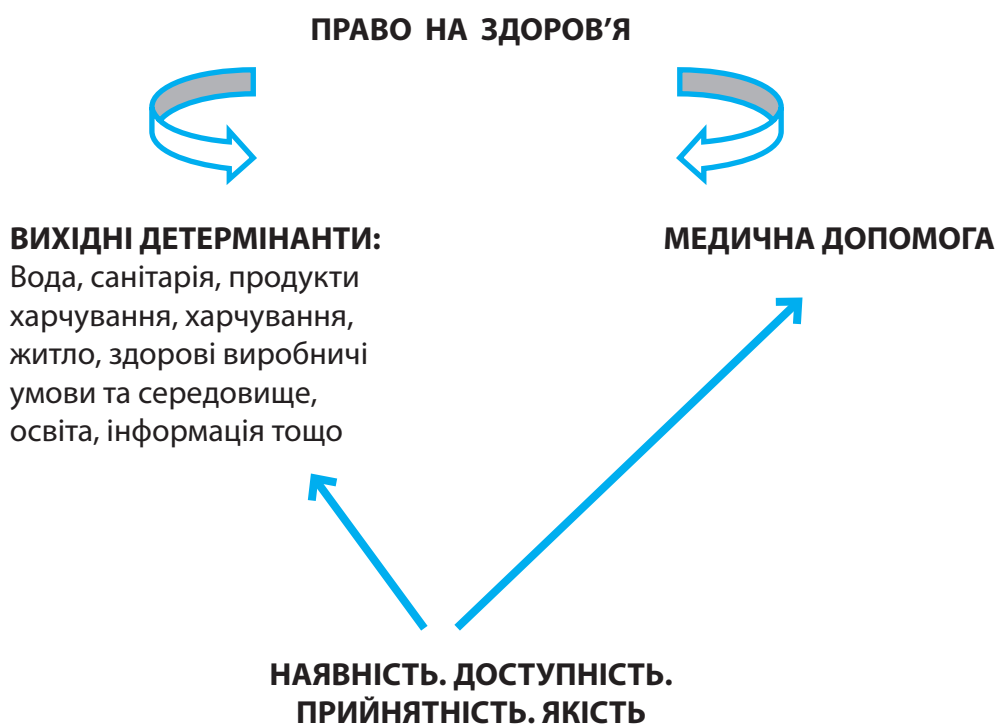 ПРАВО НА ЗДОРОВ’Я
ВИХІДНІ ДЕТЕРМІНАНТИ:
Вода, санітарія, продукти
харчування, харчування,
житло, здорові виробничі
умови та середовище,
освіта, інформація тощо
МЕДИЧНА ДОПОМОГА
НАЯВНІСТЬ. ДОСТУПНІСТЬ.
ПРИЙНЯТНІСТЬ. ЯКІСТЬ